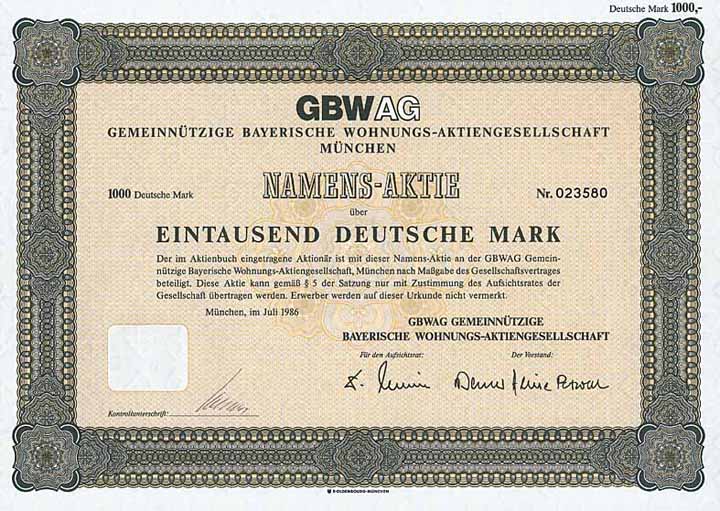 Deutsche Mark 1000,-
GBWAG
GEMEINNÜTZIGE BAYERISCHE WOHNUNGS-AKTIENGESELLSCHAFT
MÜNCHEN
1000 Deutsche Mark NAMENS-AKTIE Nr. 023580
über
EINTAUSEND DEUTSCHE MARK
Der im Aktienbuch eingetragene Aktionär ist mit dieser Namens-Aktie an der GBWAG Gemein-
nützige Bayerische Wohnungs-Aktiengesellschaft, München nach Maßgabe des Gesellschaftsvertrages
beteiligt. Diese Aktie kann gemäß § 5 der Satzung nur mit Zustimmung des Aufsichtsrates der
Gesellschaft übertragen werden. Erwerber werden auf dieser Urkunde nicht vermerkt.
München, im Juli 1986
GBWAG GEMEINNÜTZIGE
BAYERISCHE WOHNUNGS-AKTIENGESELLSCHAFT
Für den Aufsichtsrat: Der Vorstand:
Kontrollunterschrift:
R·OLDENBOURG·MÜNCHEN